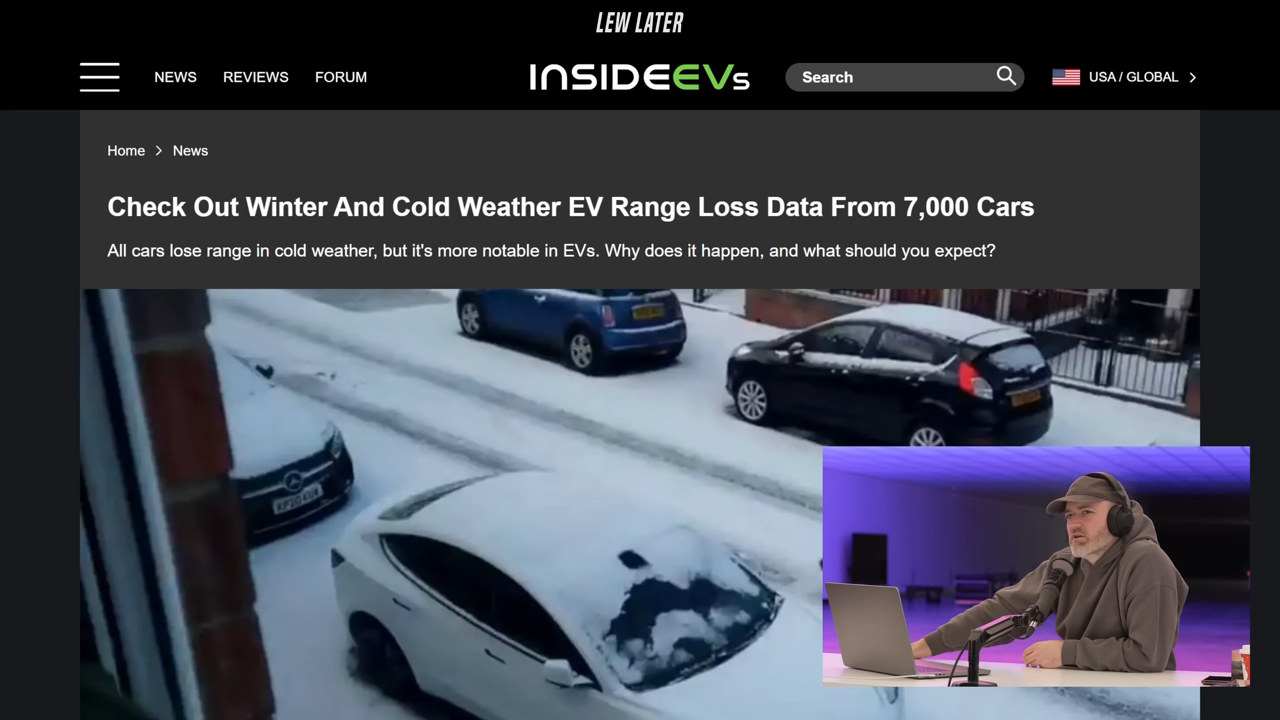 LEW LATER
NEWS REVIEWS FORUM
INSIDEEVs
Search
USA / GLOBAL
Home > News
Check Out Winter And Cold Weather EV Range Loss Data From 7,000 Cars
All cars lose range in cold weather, but it's more notable in EVs. Why does it happen, and what should you expect?